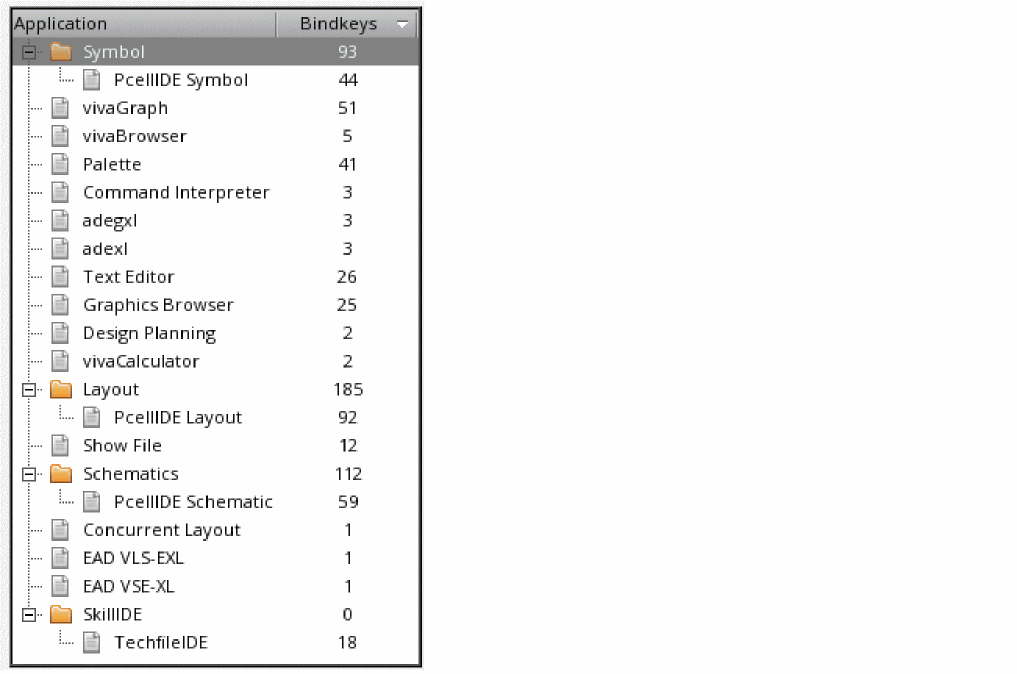 Application Bindkeys
Symbol 93
PcellIDE Symbol 44
vivaGraph 51
vivaBrowser 5
Palette 41
Command Interpreter 3
adegxl 3
adexl 3
Text Editor 26
Graphics Browser 25
Design Planning 2
vivaCalculator 2
Layout 185
PcellIDE Layout 92
Show File 12
Schematics 112
PcellIDE Schematic 59
Concurrent Layout 1
EAD VLS-EXL 1
EAD VSE-XL 1
SkillIDE 0
TechfileIDE 18